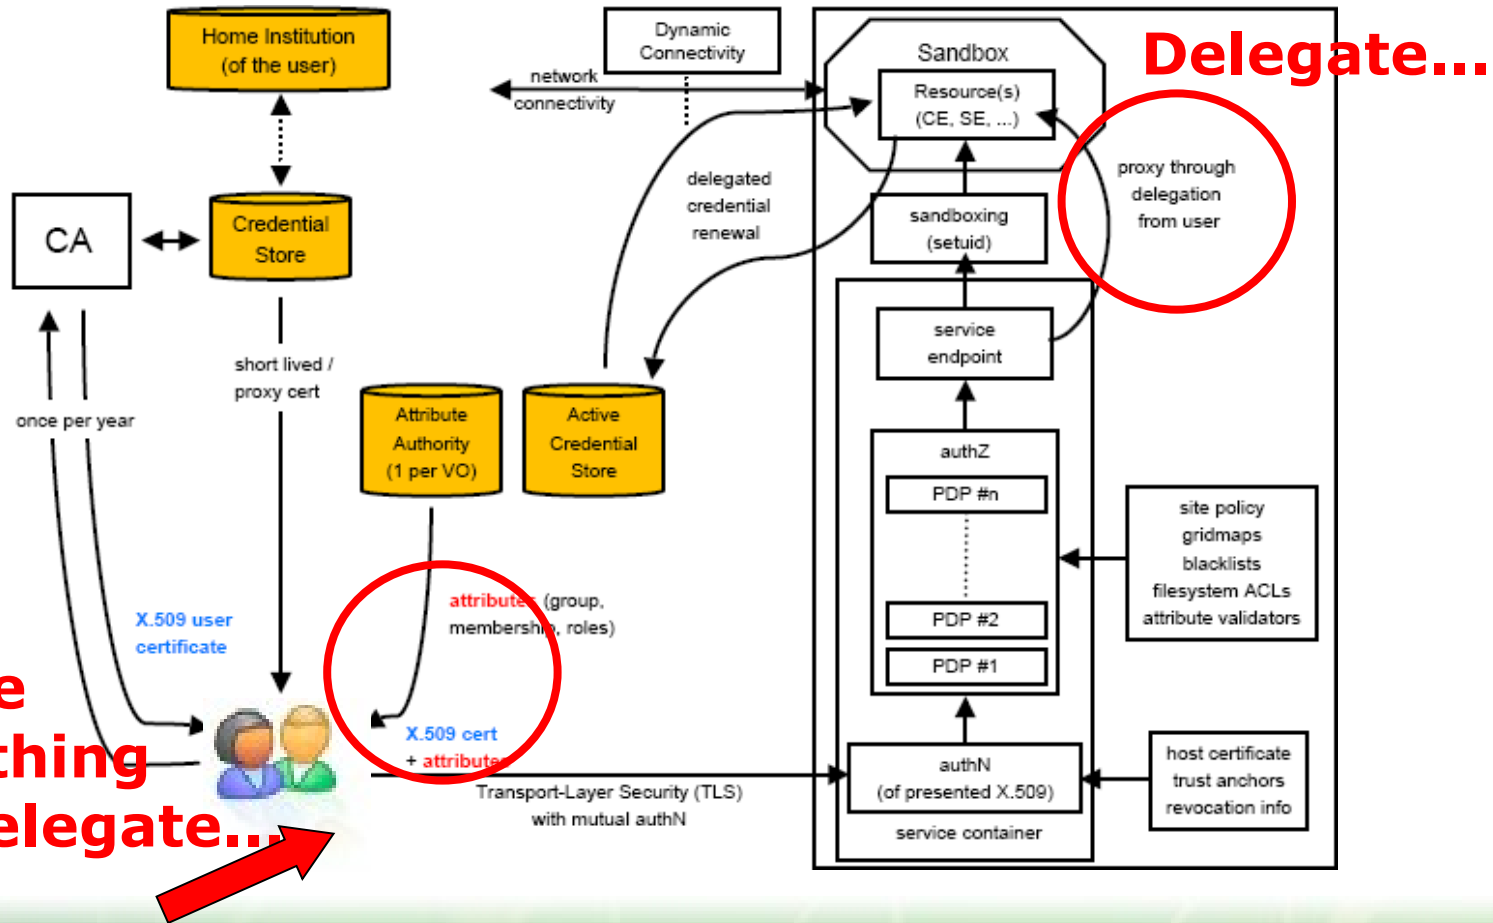 Home Institution
(of the user)
Dynamic
Connectivity
Sandbox
Delegate...
network
connectivity
Resource(s)
(CE, SE, ...)
proxy through
delegation
from user
delegated
credential
renewal
CA
Credential
Store
sandboxing
(setuid)
service
endpoint
short lived /
proxy cert
once per year
Attribute
Authority
(1 per VO)
Active
Credential
Store
authZ
PDP #n
PDP #2
PDP #1
site policy
gridmaps
blacklists
filesystem ACLs
attribute validators
X.509 user
certificate
attributes (group,
membership, roles)
e
thing
elegate...
X.509 cert
+ attributes
Transport-Layer Security (TLS)
with mutual authN
authN
(of presented X.509)
service container
host certificate
trust anchors
revocation info